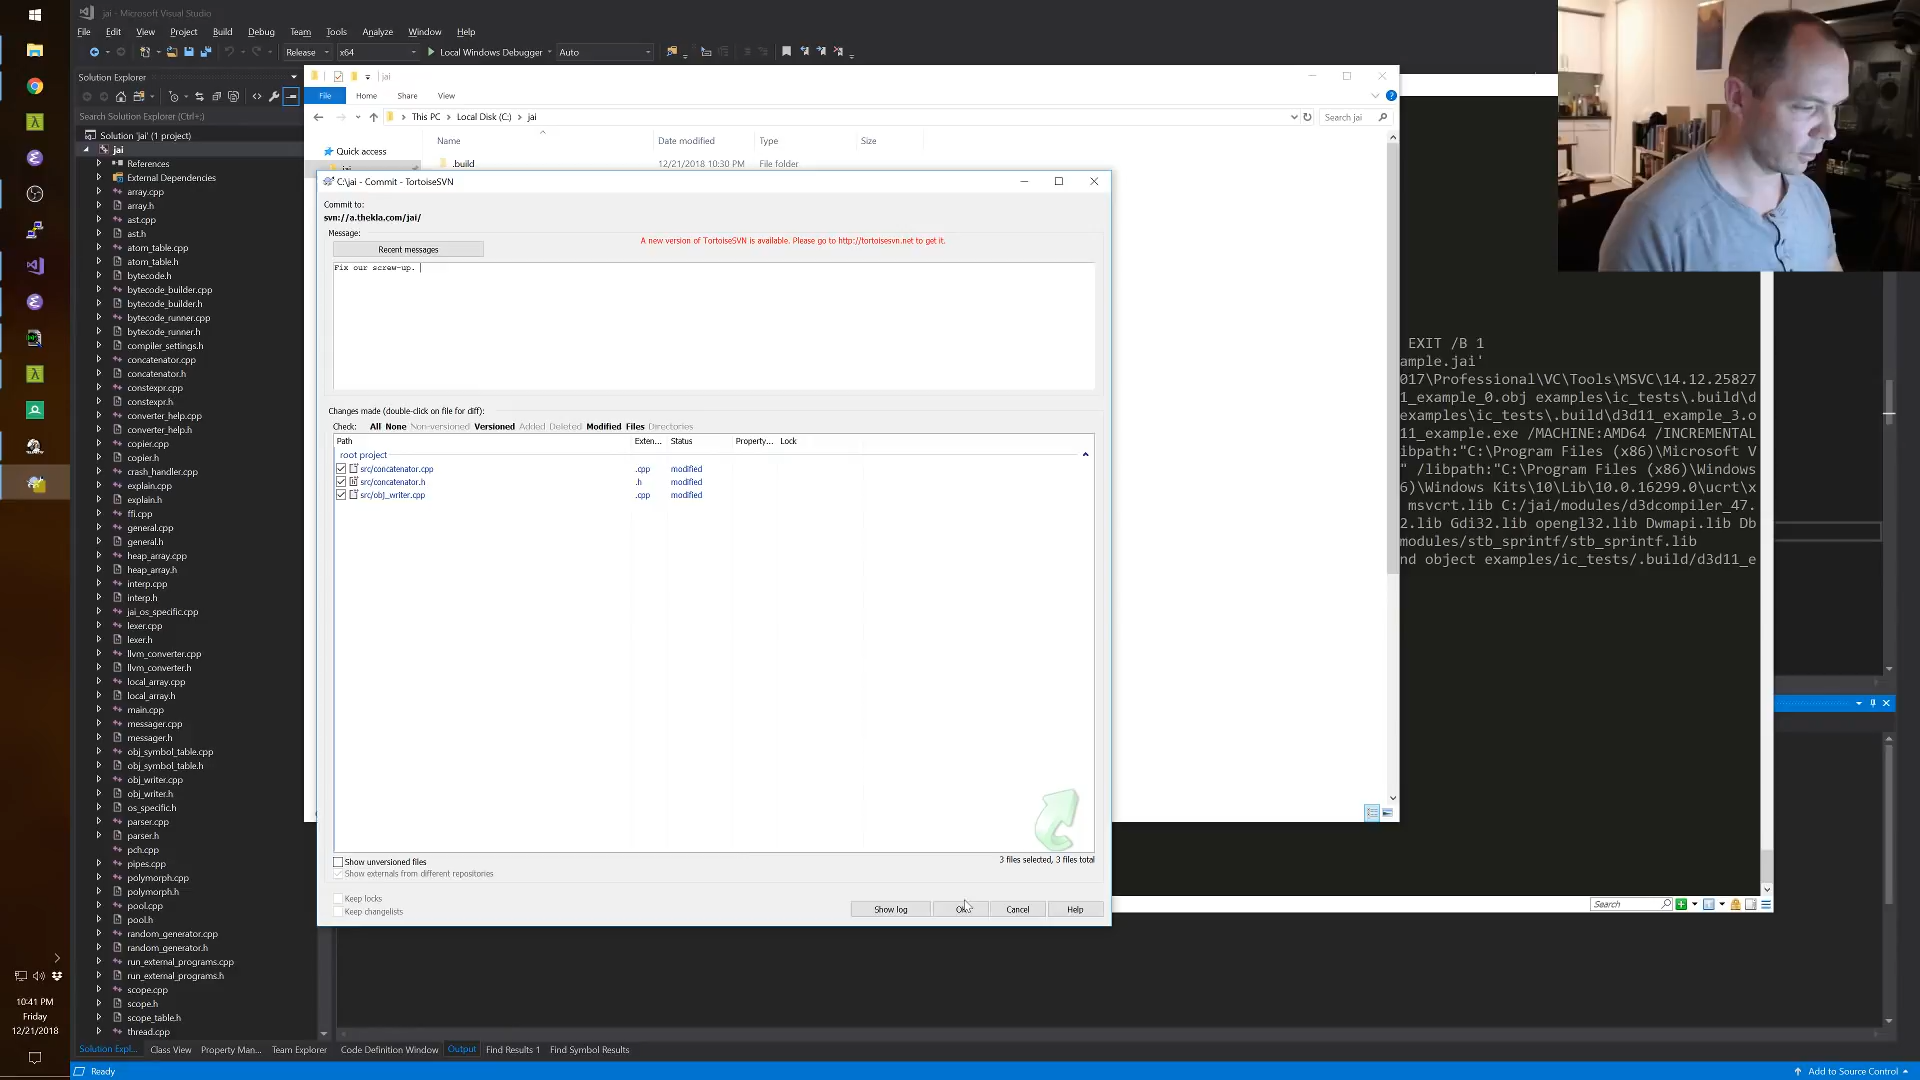 jai - Microsoft Visual Studio
File Edit View Project Build Debug Team Tools Analyze Window Help
Release x64 Local Windows Debugger Auto
Solution Explorer
Search Solution Explorer (Ctrl+;)
Solution 'jai' (1 project)
jai
References
External Dependencies
array.cpp
array.h
ast.cpp
ast.h
atom_table.cpp
atom_table.h
bytecode.h
bytecode_builder.cpp
bytecode_builder.h
bytecode_runner.cpp
bytecode_runner.h
compiler_settings.h
concatenator.cpp
concatenator.h
constexpr.cpp
constexpr.h
converter_help.cpp
converter_help.h
copier.cpp
copier.h
crash_handler.cpp
explain.cpp
explain.h
ffi.cpp
general.cpp
general.h
heap_array.cpp
heap_array.h
interp.cpp
interp.h
jai_os_specific.cpp
lexer.cpp
lexer.h
llvm_converter.cpp
llvm_converter.h
local_array.cpp
local_array.h
main.cpp
messager.cpp
messager.h
obj_symbol_table.cpp
obj_symbol_table.h
obj_writer.cpp
obj_writer.h
os_specific.h
parser.cpp
parser.h
pch.cpp
pipes.cpp
polymorph.cpp
polymorph.h
pool.cpp
pool.h
random_generator.cpp
random_generator.h
run_external_programs.cpp
run_external_programs.h
scope.cpp
scope.h
scope_table.h
thread.cpp
Solution Expl... Class View Property Man... Team Explorer
Code Definition Window Output Find Results 1 Find Symbol Results
Ready
Add to Source Control
10:41 PM
Friday
12/21/2018
jai
File Home Share View
This PC Local Disk (C:) jai
Search jai
Name Date modified Type Size
Quick access
.build 12/21/2018 10:30 PM File folder
C:\jai - Commit - TortoiseSVN
Commit to:
svn://a.thekla.com/jai/
Message:
Recent messages
A new version of TortoiseSVN is available. Please go to http://tortoisesvn.net to get it.
Fix our screw-up.
Changes made (double-click on file for diff):
Check: All None Non-versioned Versioned Added Deleted Modified Files Directories
Path Exten... Status Property... Lock
root project
src/concatenator.cpp .cpp modified
src/concatenator.h .h modified
src/obj_writer.cpp .cpp modified
3 files selected, 3 files total
Show unversioned files
Show externals from different repositories
Keep locks
Keep changelists
Show log OK Cancel Help
EXIT /B 1
ample.jai'
017\Professional\VC\Tools\MSVC\14.12.25827
1_example_0.obj examples\ic_tests\.build\d
examples\ic_tests\.build\d3d11_example_3.o
11_example.exe /MACHINE:AMD64 /INCREMENTAL
ibpath:"C:\Program Files (x86)\Microsoft V
" /libpath:"C:\Program Files (x86)\Windows
6)\Windows Kits\10\Lib\10.0.16299.0\ucrt\x
msvcrt.lib C:/jai/modules/d3dcompiler_47.
2.lib Gdi32.lib opengl32.lib Dwmapi.lib Db
modules/stb_sprintf/stb_sprintf.lib
nd object examples/ic_tests/.build/d3d11_e
Search